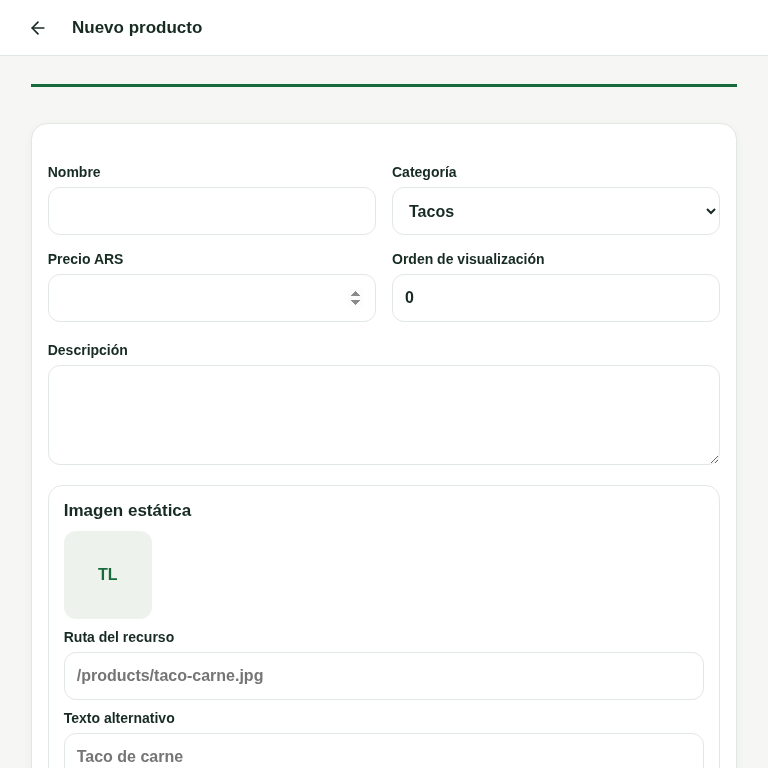 Nuevo producto
Nombre
Categoría
Tacos
Precio ARS
Orden de visualización
0
Descripción
Imagen estática
TL
Ruta del recurso
/products/taco-carne.jpg
Texto alternativo
Taco de carne